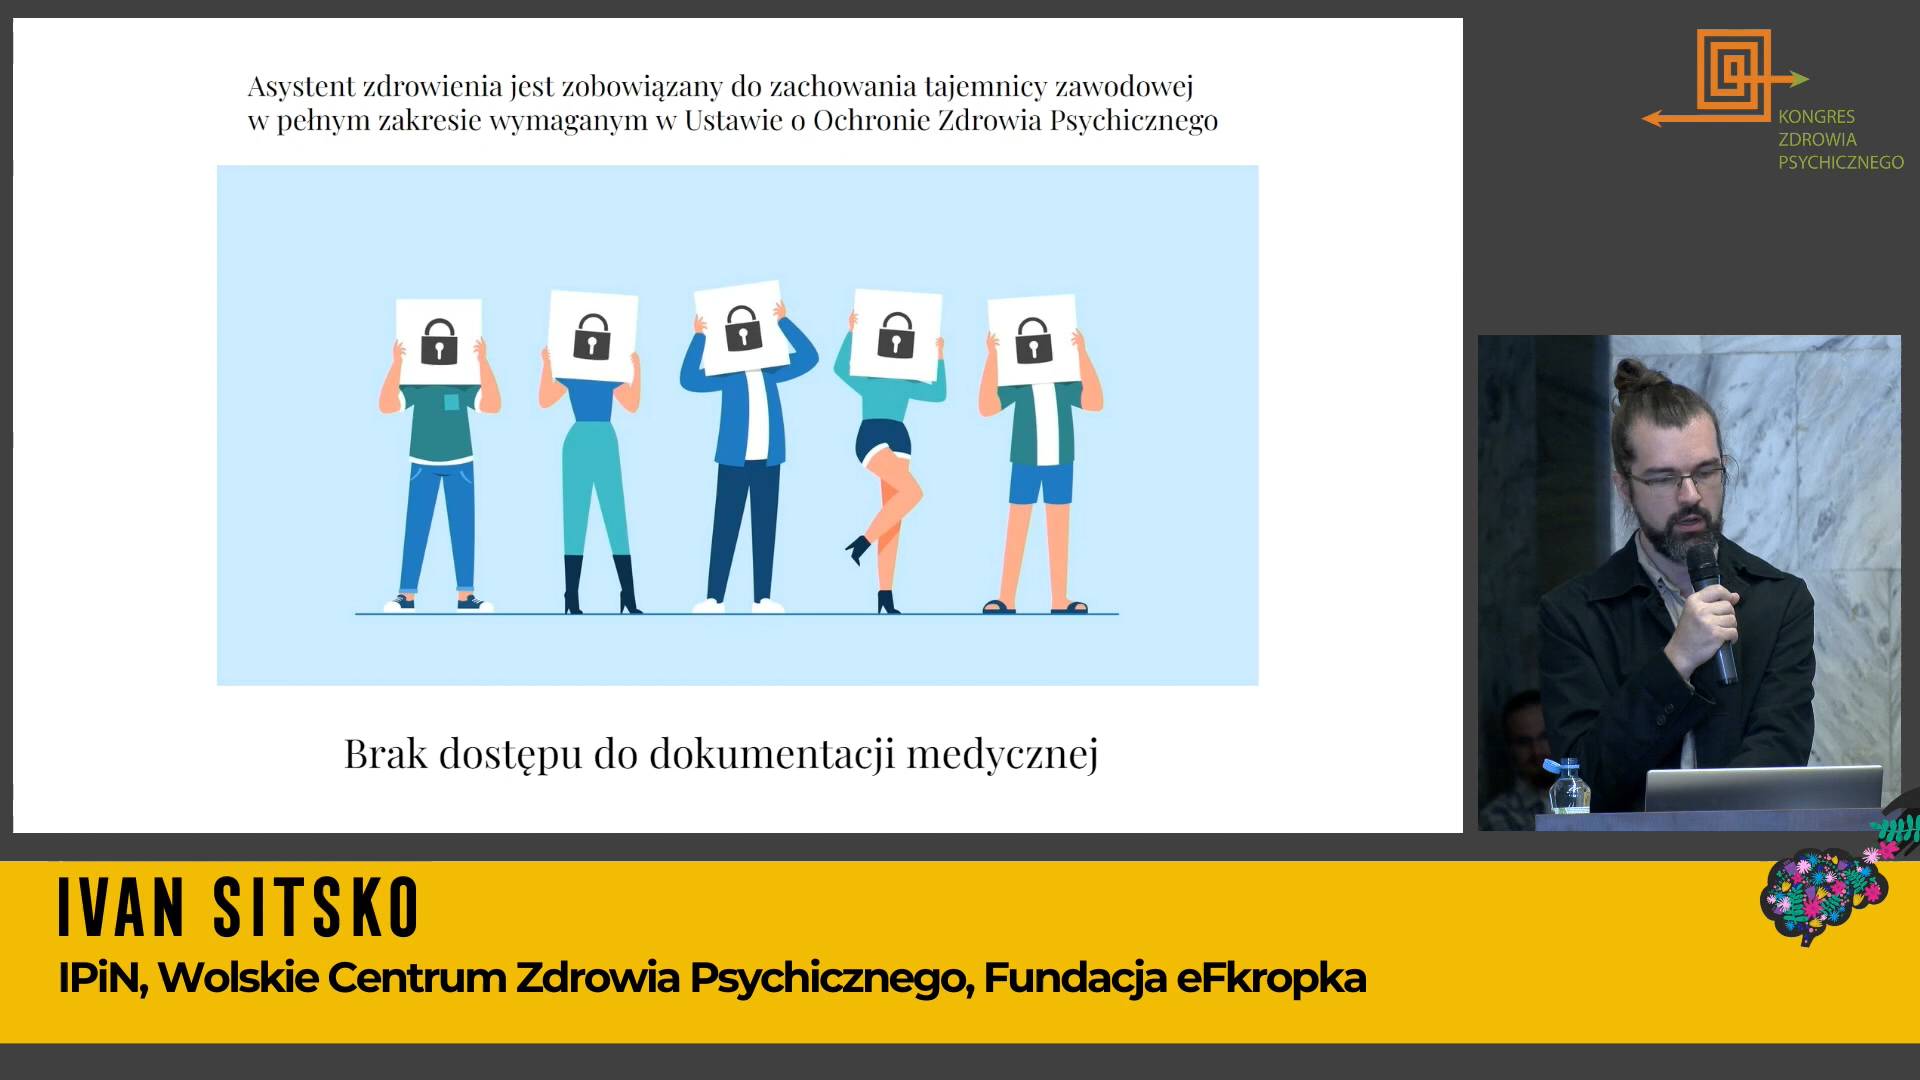 Asystent zdrowienia jest zobowiązany do zachowania tajemnicy zawodowej
w pełnym zakresie wymaganym w Ustawie o Ochronie Zdrowia Psychicznego
Brak dostępu do dokumentacji medycznej
KONGRES
ZDROWIA
PSYCHICZNEGO
IVAN SITSKO
IPiN, Wolskie Centrum Zdrowia Psychicznego, Fundacja eFkropka